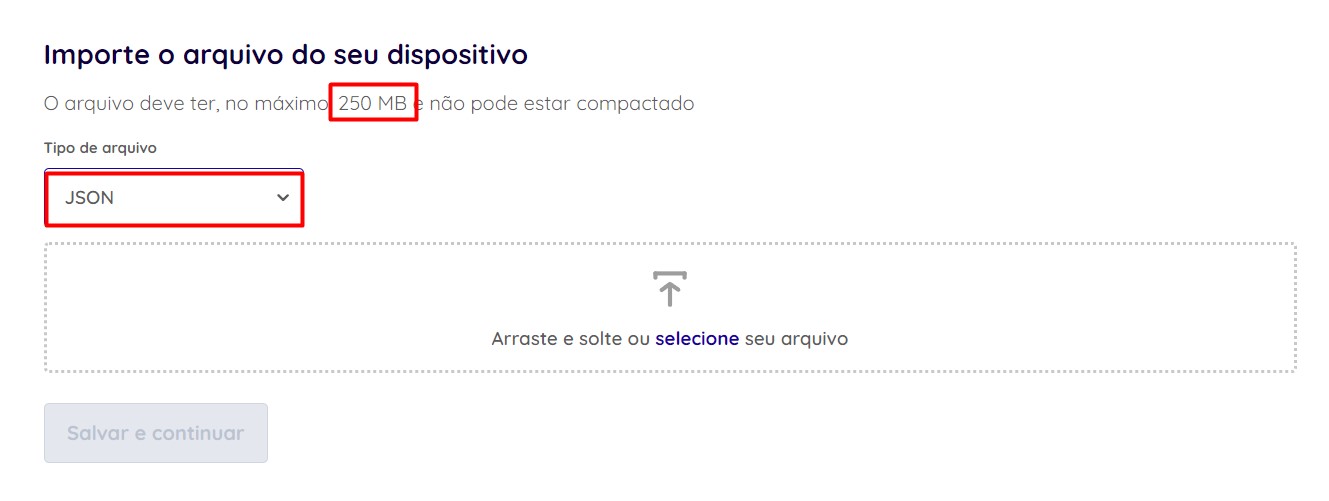 Importe o arquivo do seu dispositivo
O arquivo deve ter, no máximo 250 MB e não pode estar compactado
Tipo de arquivo
JSON
Arraste e solte ou selecione seu arquivo
Salvar e continuar